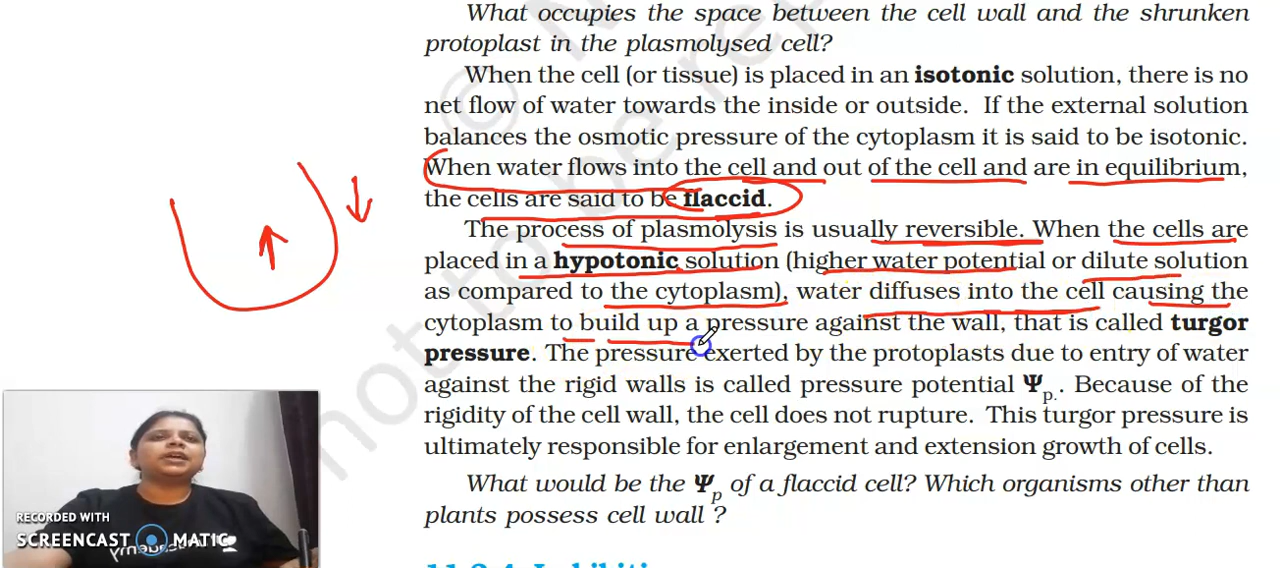 What occupies the space between the cell wall and the shrunken
protoplast in the plasmolysed cell?
When the cell (or tissue) is placed in an isotonic solution, there is no
net flow of water towards the inside or outside. If the external solution
balances the osmotic pressure of the cytoplasm it is said to be isotonic.
When water flows into the cell and out of the cell and are in equilibrium,
the cells are said to be flaccid.
The process of plasmolysis is usually reversible. When the cells are
placed in a hypotonic solution (higher water potential or dilute solution
as compared to the cytoplasm), water diffuses into the cell causing the
cytoplasm to build up a pressure against the wall, that is called turgor
pressure. The pressure exerted by the protoplasts due to entry of water
against the rigid walls is called pressure potential Ψp. Because of the
rigidity of the cell wall, the cell does not rupture. This turgor pressure is
ultimately responsible for enlargement and extension growth of cells.
What would be the Ψp of a flaccid cell? Which organisms other than
plants possess cell wall ?
RECORDED WITH
SCREENCAST MATIC
not to be re